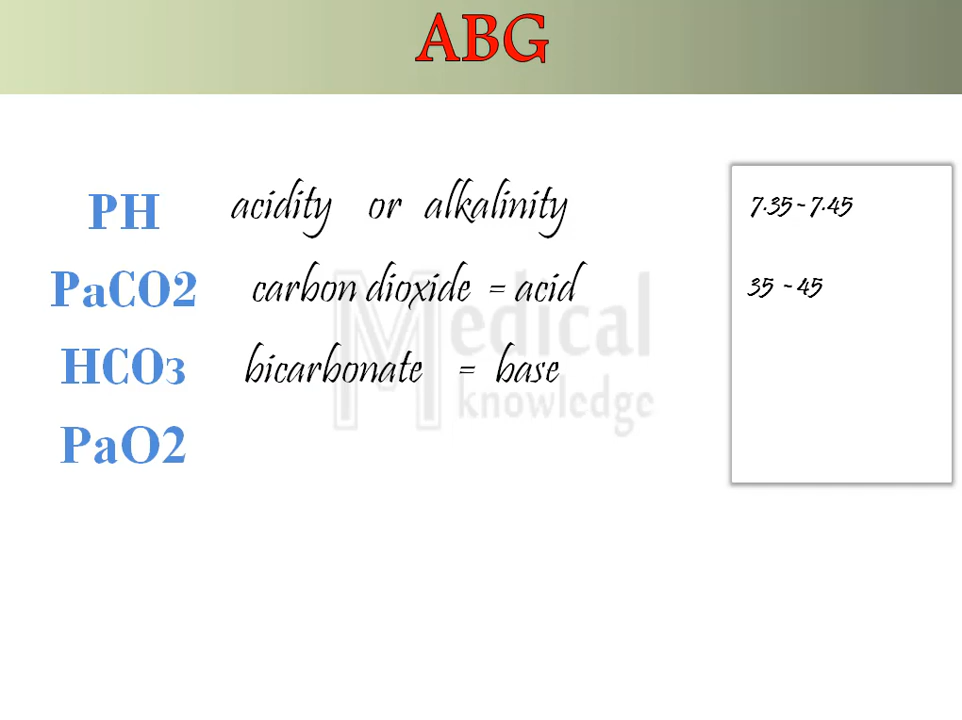 ABG
PH acidity or alkalinity 7.35-7.45
PaCO2 carbon dioxide = acid 35 - 45
HCO3 bicarbonate = base
PaO2
Medical
knowledge